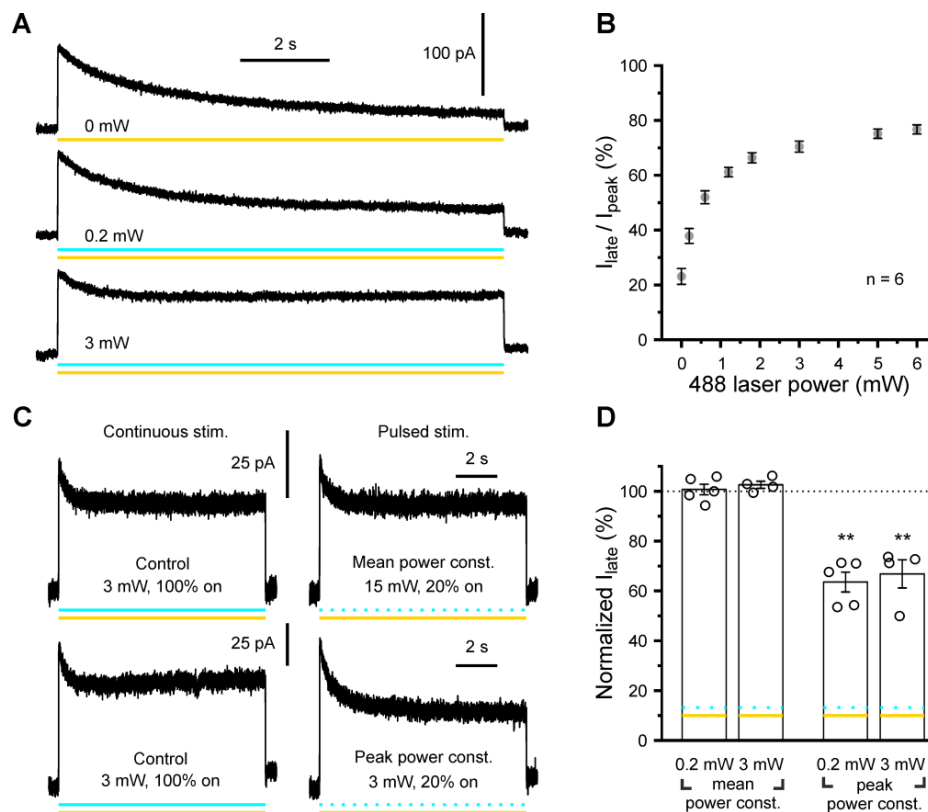 A
2 s
100 pA
0 mW
0.2 mW
3 mW
B
100
80
60
40
20
0
I_late / I_peak (%)
n = 6
0 1 2 3 4 5 6
488 laser power (mW)
C
Continuous stim.
Pulsed stim.
25 pA
2 s
Control
3 mW, 100% on
Mean power const.
15 mW, 20% on
25 pA
2 s
Control
3 mW, 100% on
Peak power const.
3 mW, 20% on
D
100
80
60
40
20
0
Normalized I_late (%)
** **
0.2 mW 3 mW 0.2 mW 3 mW
mean peak
power const. power const.